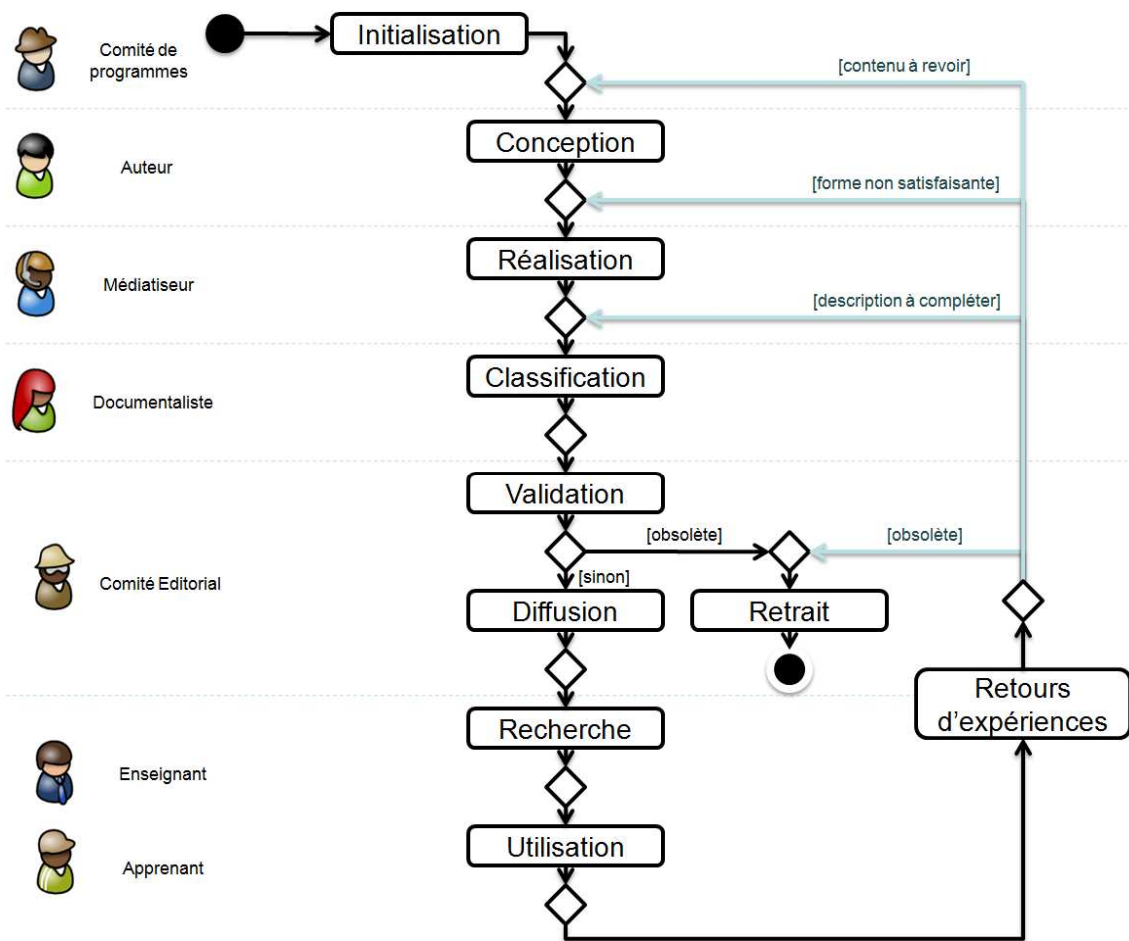 Comité de
programmes
Initialisation
[contenu à revoir]
Auteur
Conception
[forme non satisfaisante]
Médiatiseur
Réalisation
[description à compléter]
Documentaliste
Classification
Validation
[obsolète]
[obsolète]
[sinon]
Comité Editorial
Diffusion
Retrait
Retours
d'expériences
Recherche
Enseignant
Utilisation
Apprenant